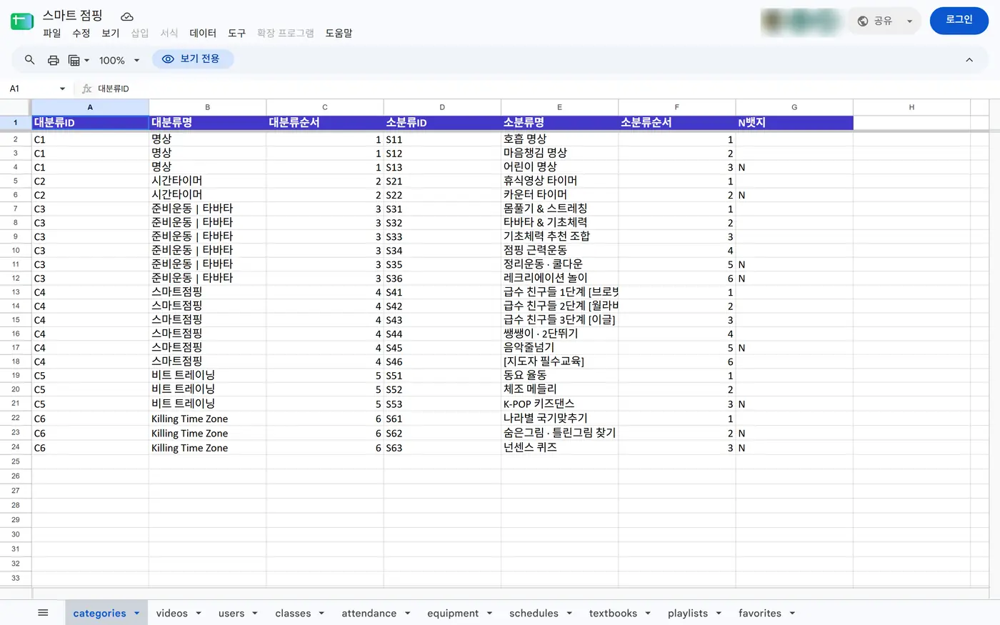 스마트 점핑
파일 수정 보기 삽입 서식 데이터 도구 확장 프로그램 도움말
공유
로그인
100% 보기 전용
A1 fx 대분류ID
A B C D E F G H
1 대분류ID 대분류명 대분류순서 소분류ID 소분류명 소분류순서 N뱃지
2 C1 명상 1 S11 호흡 명상 1
3 C1 명상 1 S12 마음챙김 명상 2
4 C1 명상 1 S13 어린이 명상 3 N
5 C2 시간타이머 2 S21 휴식영상 타이머 1
6 C2 시간타이머 2 S22 카운터 타이머 2 N
7 C3 준비운동 | 타바타 3 S31 몸풀기 & 스트레칭 1
8 C3 준비운동 | 타바타 3 S32 타바타 & 기초체력 2
9 C3 준비운동 | 타바타 3 S33 기초체력 추천 조합 3
10 C3 준비운동 | 타바타 3 S34 점핑 근력운동 4
11 C3 준비운동 | 타바타 3 S35 정리운동 · 쿨다운 5 N
12 C3 준비운동 | 타바타 3 S36 레크리에이션 놀이 6 N
13 C4 스마트점핑 4 S41 급수 친구들 1단계 1
14 C4 스마트점핑 4 S42 급수 친구들 2단계 2
15 C4 스마트점핑 4 S43 급수 친구들 3단계 [이글] 3
16 C4 스마트점핑 4 S44 쌩쌩이 · 2단뛰기 4
17 C4 스마트점핑 4 S45 음악줄넘기 5 N
18 C4 스마트점핑 4 S46 [지도자 필수교육] 6
19 C5 비트 트레이닝 5 S51 동요 율동 1
20 C5 비트 트레이닝 5 S52 체조 메들리 2
21 C5 비트 트레이닝 5 S53 K-POP 키즈댄스 3 N
22 C6 Killing Time Zone 6 S61 나라별 국기맞추기 1
23 C6 Killing Time Zone 6 S62 숨은그림 · 틀린그림 찾기 2 N
24 C6 Killing Time Zone 6 S63 넌센스 퀴즈 3 N
25
26
27
28
29
30
31
32
33
categories videos users classes attendance equipment schedules textbooks playlists favorites